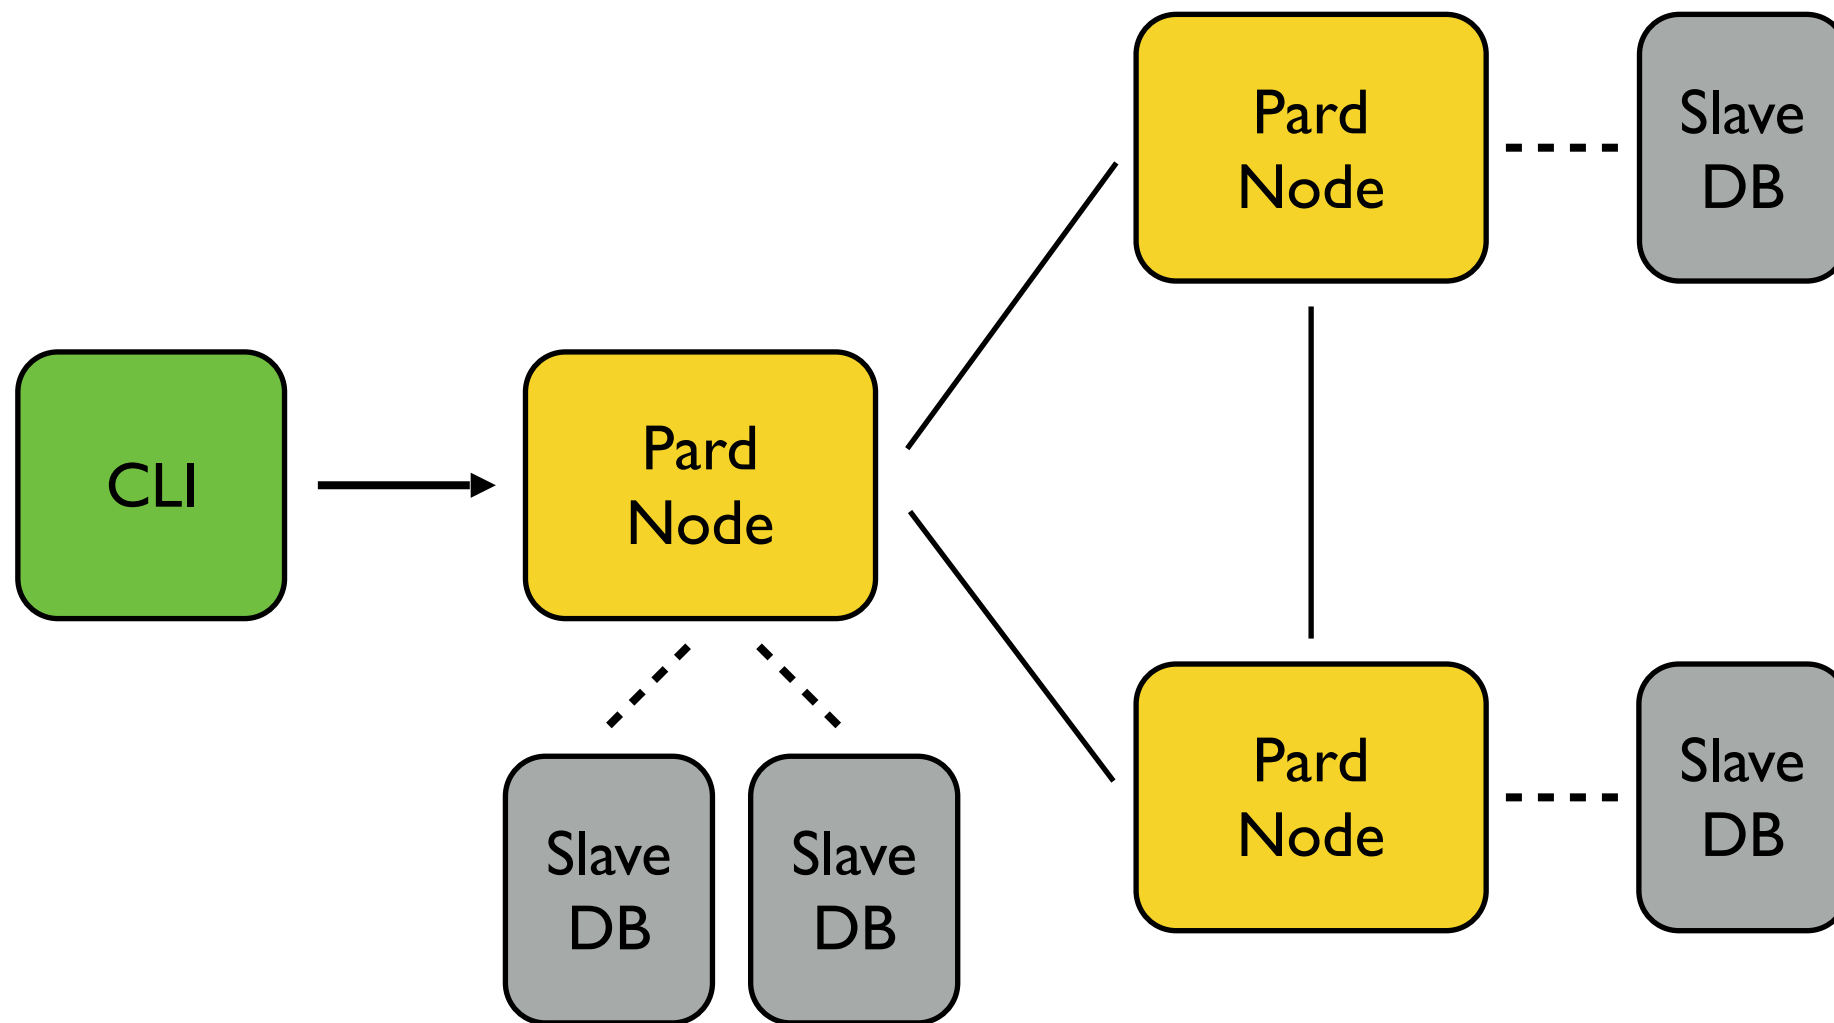 Pard
Node
Slave
DB
CLI
Pard
Node
Pard
Node
Slave
DB
Slave
DB
Slave
DB